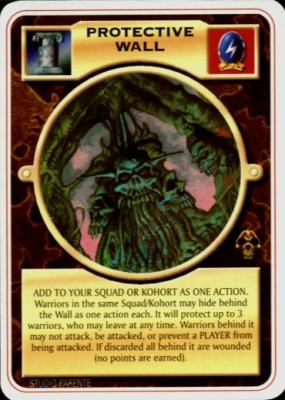 PROTECTIVE
WALL
ADD TO YOUR SQUAD OR KOHORT AS ONE ACTION.
Warriors in the same Squad/Kohort may hide behind
the Wall as one action each. It will protect up to 3
warriors, who may leave at any time. Warriors behind it
may not attack, be attacked, or prevent a PLAYER from
being attacked. If discarded all behind it are wounded
(no points are earned).
STUDIO PARENTE